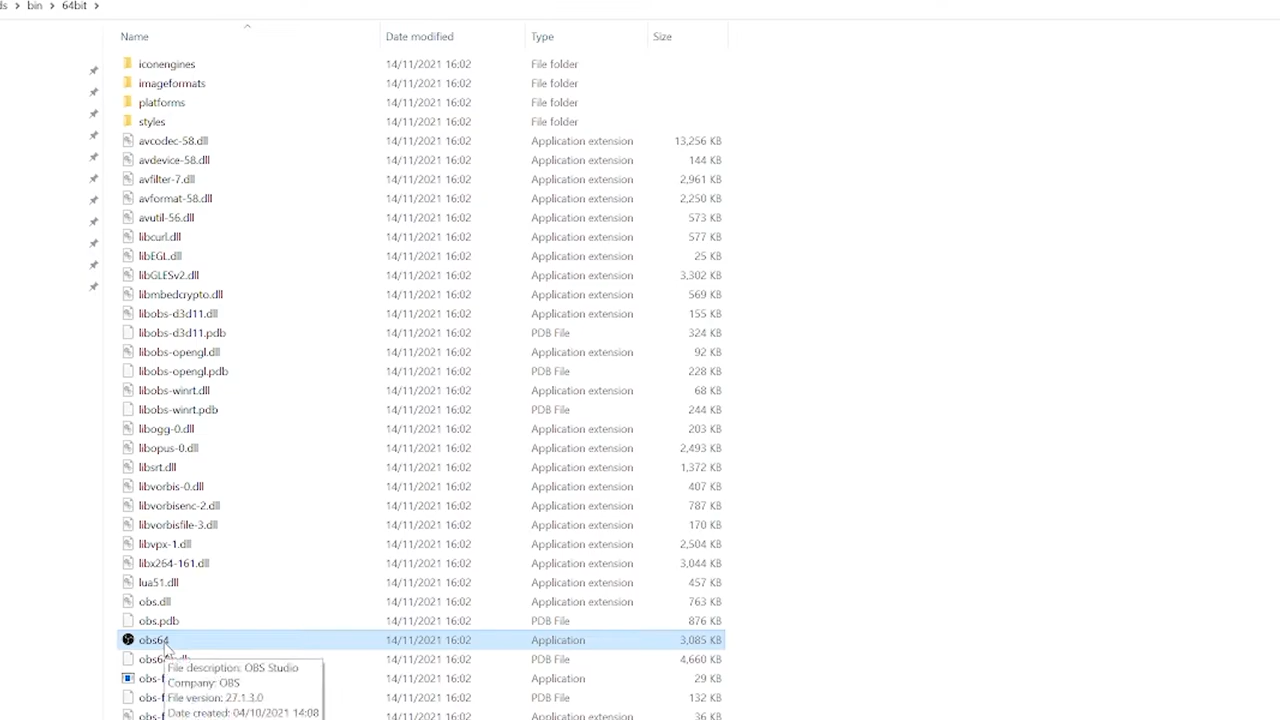 ds > bin > 64bit >
Name Date modified Type Size
iconengines 14/11/2021 16:02 File folder
imageformats 14/11/2021 16:02 File folder
platforms 14/11/2021 16:02 File folder
styles 14/11/2021 16:02 File folder
avcodec-58.dll 14/11/2021 16:02 Application extension 13,256 KB
avdevice-58.dll 14/11/2021 16:02 Application extension 144 KB
avfilter-7.dll 14/11/2021 16:02 Application extension 2,961 KB
avformat-58.dll 14/11/2021 16:02 Application extension 2,250 KB
avutil-56.dll 14/11/2021 16:02 Application extension 573 KB
libcurl.dll 14/11/2021 16:02 Application extension 577 KB
libEGL.dll 14/11/2021 16:02 Application extension 25 KB
libGLESv2.dll 14/11/2021 16:02 Application extension 3,302 KB
libmbedcrypto.dll 14/11/2021 16:02 Application extension 569 KB
libobs-d3d11.dll 14/11/2021 16:02 Application extension 155 KB
libobs-d3d11.pdb 14/11/2021 16:02 PDB File 324 KB
libobs-opengl.dll 14/11/2021 16:02 Application extension 92 KB
libobs-opengl.pdb 14/11/2021 16:02 PDB File 228 KB
libobs-winrt.dll 14/11/2021 16:02 Application extension 68 KB
libobs-winrt.pdb 14/11/2021 16:02 PDB File 244 KB
libogg-0.dll 14/11/2021 16:02 Application extension 203 KB
libopus-0.dll 14/11/2021 16:02 Application extension 2,493 KB
libsrt.dll 14/11/2021 16:02 Application extension 1,372 KB
libvorbis-0.dll 14/11/2021 16:02 Application extension 407 KB
libvorbisenc-2.dll 14/11/2021 16:02 Application extension 787 KB
libvorbisfile-3.dll 14/11/2021 16:02 Application extension 170 KB
libvpx-1.dll 14/11/2021 16:02 Application extension 2,504 KB
libx264-161.dll 14/11/2021 16:02 Application extension 3,044 KB
lua51.dll 14/11/2021 16:02 Application extension 457 KB
obs.dll 14/11/2021 16:02 Application extension 763 KB
obs.pdb 14/11/2021 16:02 PDB File 876 KB
obs64 14/11/2021 16:02 Application 3,085 KB
14/11/2021 16:02 PDB File 4,660 KB
File description: OBS Studio
Company: OBS
File version: 27.1.3.0
Date created: 04/10/2021 14:08
14/11/2021 16:02 Application 29 KB
14/11/2021 16:02 PDB File 132 KB
14/11/2021 16:02 Application extension 36 KB